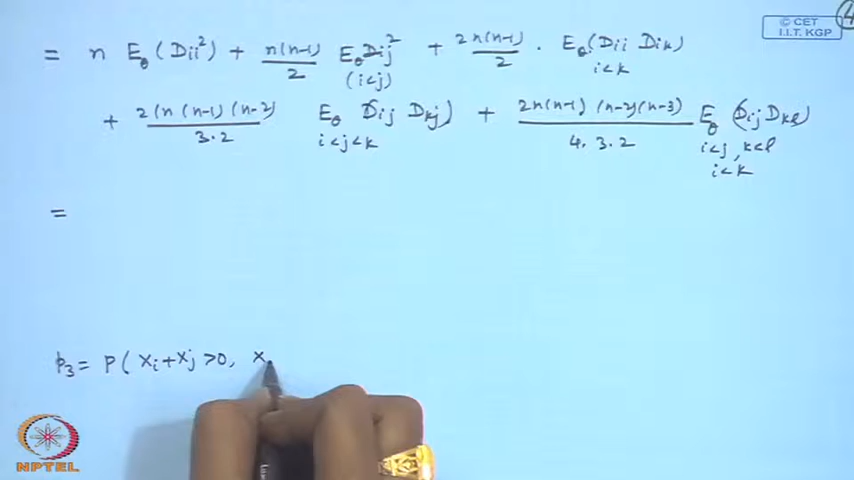 4
© CET
I.I.T. KGP
= n E_θ (D_ii²) + n(n-1)/2 E_θ D_ij² (i<j) + 2n(n-1)/2 · E_θ (D_ii D_ik) i<k
+ 2(n(n-1)(n-2)/3.2 E_θ (D_ij D_kj) i<j<k + 2n(n-1)(n-2)(n-3)/4.3.2 E_θ (D_ij D_kl) i<j, k<l i<k
=
p_3 = P( X_i + X_j > 0, X
NPTEL